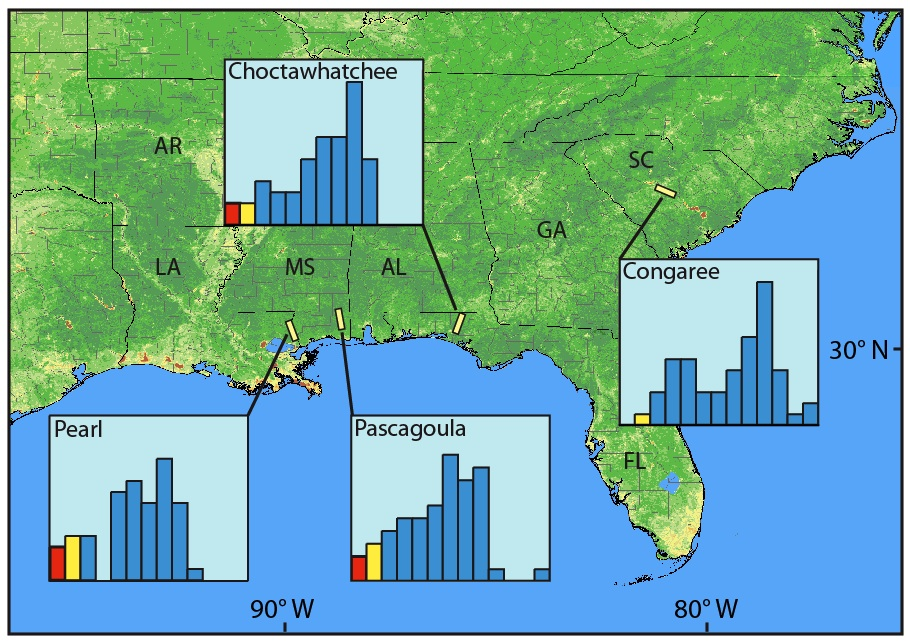 Choctawhatchee
AR
SC
GA
LA
MS
AL
Congaree
30° N
Pearl
Pascagoula
FL
90° W
80° W